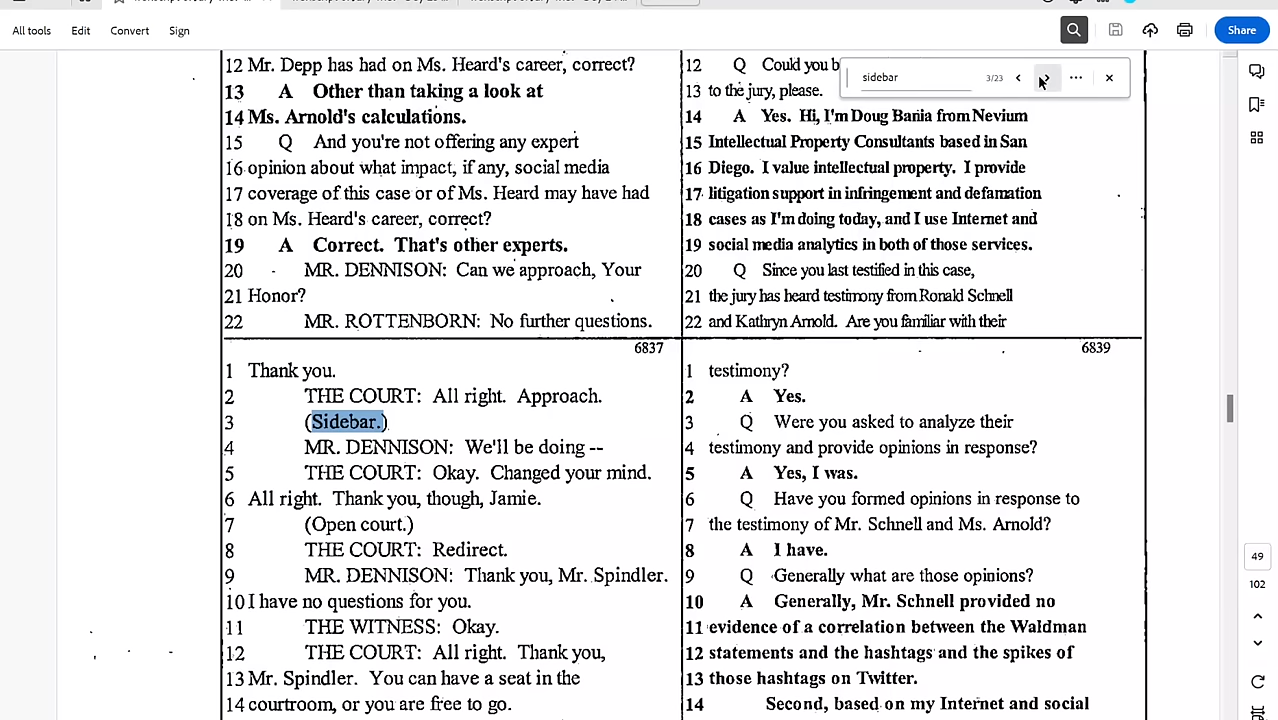 All tools
Edit
Convert
Sign
Share
sidebar
3/23
12 Mr. Depp has had on Ms. Heard's career, correct?
13 A Other than taking a look at
14 Ms. Arnold's calculations.
15 Q And you're not offering any expert
16 opinion about what impact, if any, social media
17 coverage of this case or of Ms. Heard may have had
18 on Ms. Heard's career, correct?
19 A Correct. That's other experts.
20 MR. DENNISON: Can we approach, Your
21 Honor?
22 MR. ROTTENBORN: No further questions.
12 Q Could you
13 to the jury, please.
14 A Yes. Hi, I'm Doug Bania from Nevium
15 Intellectual Property Consultants based in San
16 Diego. I value intellectual property. I provide
17 litigation support in infringement and defamation
18 cases as I'm doing today, and I use Internet and
19 social media analytics in both of those services.
20 Q Since you last testified in this case,
21 the jury has heard testimony from Ronald Schnell
22 and Kathryn Arnold. Are you familiar with their
6837
1 Thank you.
2 THE COURT: All right. Approach.
3 (Sidebar.)
4 MR. DENNISON: We'll be doing --
5 THE COURT: Okay. Changed your mind.
6 All right. Thank you, though, Jamie.
7 (Open court.)
8 THE COURT: Redirect.
9 MR. DENNISON: Thank you, Mr. Spindler.
10 I have no questions for you.
11 THE WITNESS: Okay.
12 THE COURT: All right. Thank you,
13 Mr. Spindler. You can have a seat in the
14 courtroom, or you are free to go.
6839
1 testimony?
2 A Yes.
3 Q Were you asked to analyze their
4 testimony and provide opinions in response?
5 A Yes, I was.
6 Q Have you formed opinions in response to
7 the testimony of Mr. Schnell and Ms. Arnold?
8 A I have.
9 Q Generally what are those opinions?
10 A Generally, Mr. Schnell provided no
11 evidence of a correlation between the Waldman
12 statements and the hashtags and the spikes of
13 those hashtags on Twitter.
14 Second, based on my Internet and social
49
102